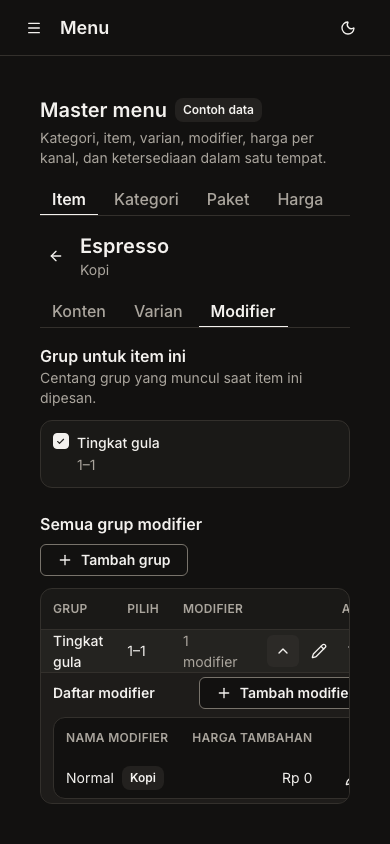 Menu
Master menu Contoh data
Kategori, item, varian, modifier, harga per
kanal, dan ketersediaan dalam satu tempat.
Item Kategori Paket Harga
Espresso
Kopi
Konten Varian Modifier
Grup untuk item ini
Centang grup yang muncul saat item ini
dipesan.
Tingkat gula
1–1
Semua grup modifier
+ Tambah grup
GRUP PILIH MODIFIER
Tingkat
gula 1–1 1
modifier
Daftar modifier + Tambah modifie
NAMA MODIFIER HARGA TAMBAHAN
Normal Kopi Rp 0